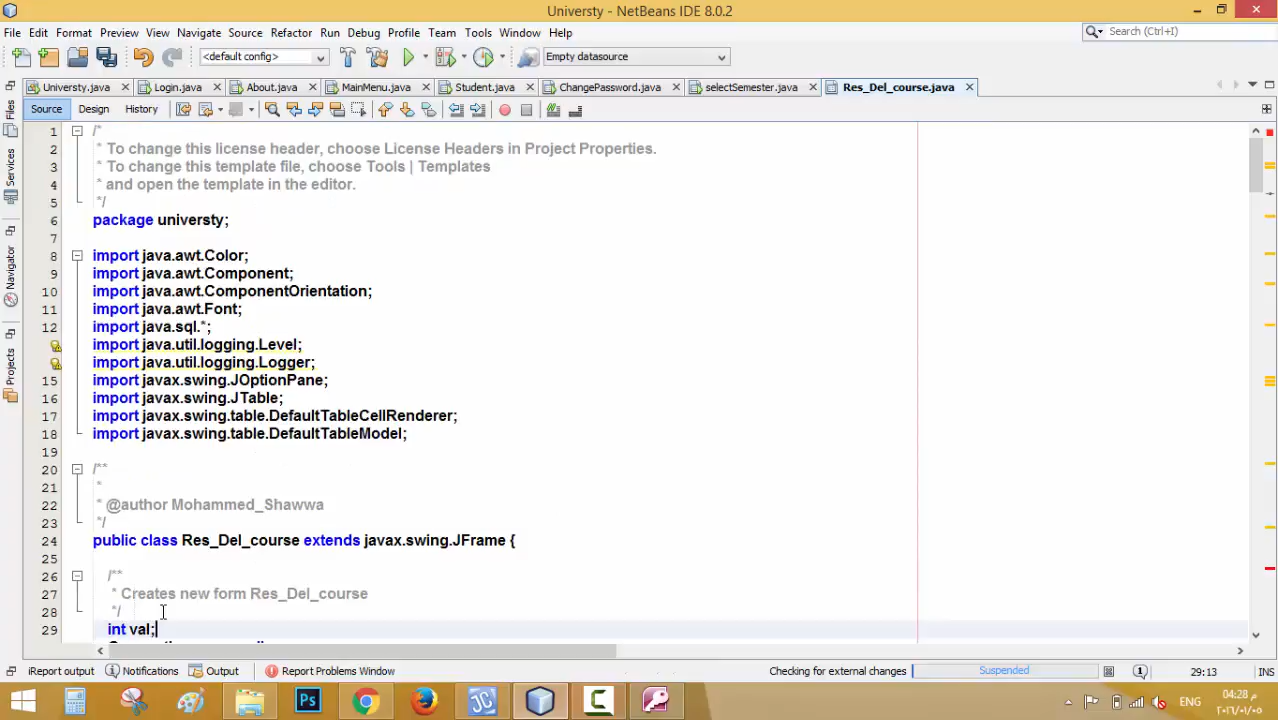 Universty - NetBeans IDE 8.0.2
File Edit Format Preview View Navigate Source Refactor Run Debug Profile Team Tools Window Help
Search (Ctrl+I)
<default config>
Empty datasource
Universty.java
Login.java
About.java
MainMenu.java
Student.java
ChangePassword.java
selectSemester.java
Res_Del_course.java
Source Design History
Files
Services
Navigator
Projects
1 /*
2 * To change this license header, choose License Headers in Project Properties.
3 * To change this template file, choose Tools | Templates
4 * and open the template in the editor.
5 */
6 package universty;
7
8 import java.awt.Color;
9 import java.awt.Component;
10 import java.awt.ComponentOrientation;
11 import java.awt.Font;
12 import java.sql.*;
import java.util.logging.Level;
import java.util.logging.Logger;
15 import javax.swing.JOptionPane;
16 import javax.swing.JTable;
17 import javax.swing.table.DefaultTableCellRenderer;
18 import javax.swing.table.DefaultTableModel;
19
20 /**
21 *
22 * @author Mohammed_Shawwa
23 */
24 public class Res_Del_course extends javax.swing.JFrame {
25
26 /**
27 * Creates new form Res_Del_course
28 */
29 int val;
iReport output Notifications Output Report Problems Window
Checking for external changes Suspended 29:13 INS
Ps
ENG
04:28 م